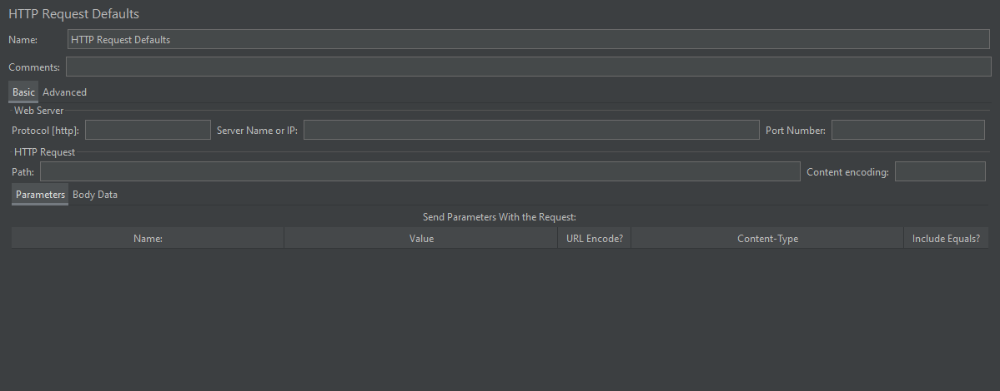 HTTP Request Defaults
Name: HTTP Request Defaults
Comments:
Basic Advanced
Web Server
Protocol [http]: Server Name or IP: Port Number:
HTTP Request
Path: Content encoding:
Parameters Body Data
Send Parameters With the Request:
Name: Value URL Encode? Content-Type Include Equals?